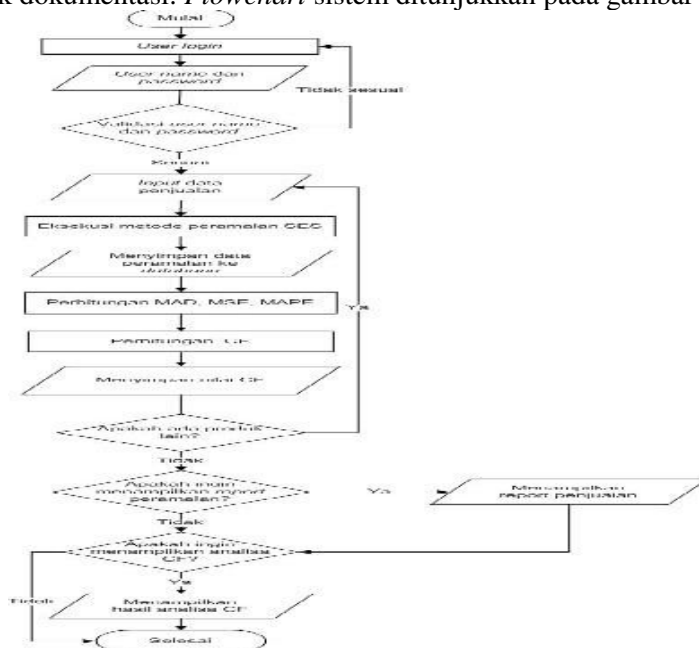 k dokumentasi. Flowchart sistem ditunjukkan pada gambar
Mulai
User login
User name dan
password
Tidak sesuai
Validasi user name
dan password
Input data
penjualan
Eksekusi metode peramalan SES
Menyimpan data
peramalan ke
database
Perhitungan MAD, MSE, MAPE
Ya
Perhitungan CF
Menyimpan nilai CF
Apakah ada produk
lain?
Tidak
Apakah ingin
menampilkan report
peramalan?
Ya
Menampilkan
report penjualan
Tidak
Apakah ingin
menampilkan analisa
CF?
Ya
Tidak
Menampilkan
hasil analisa CF
Selesai